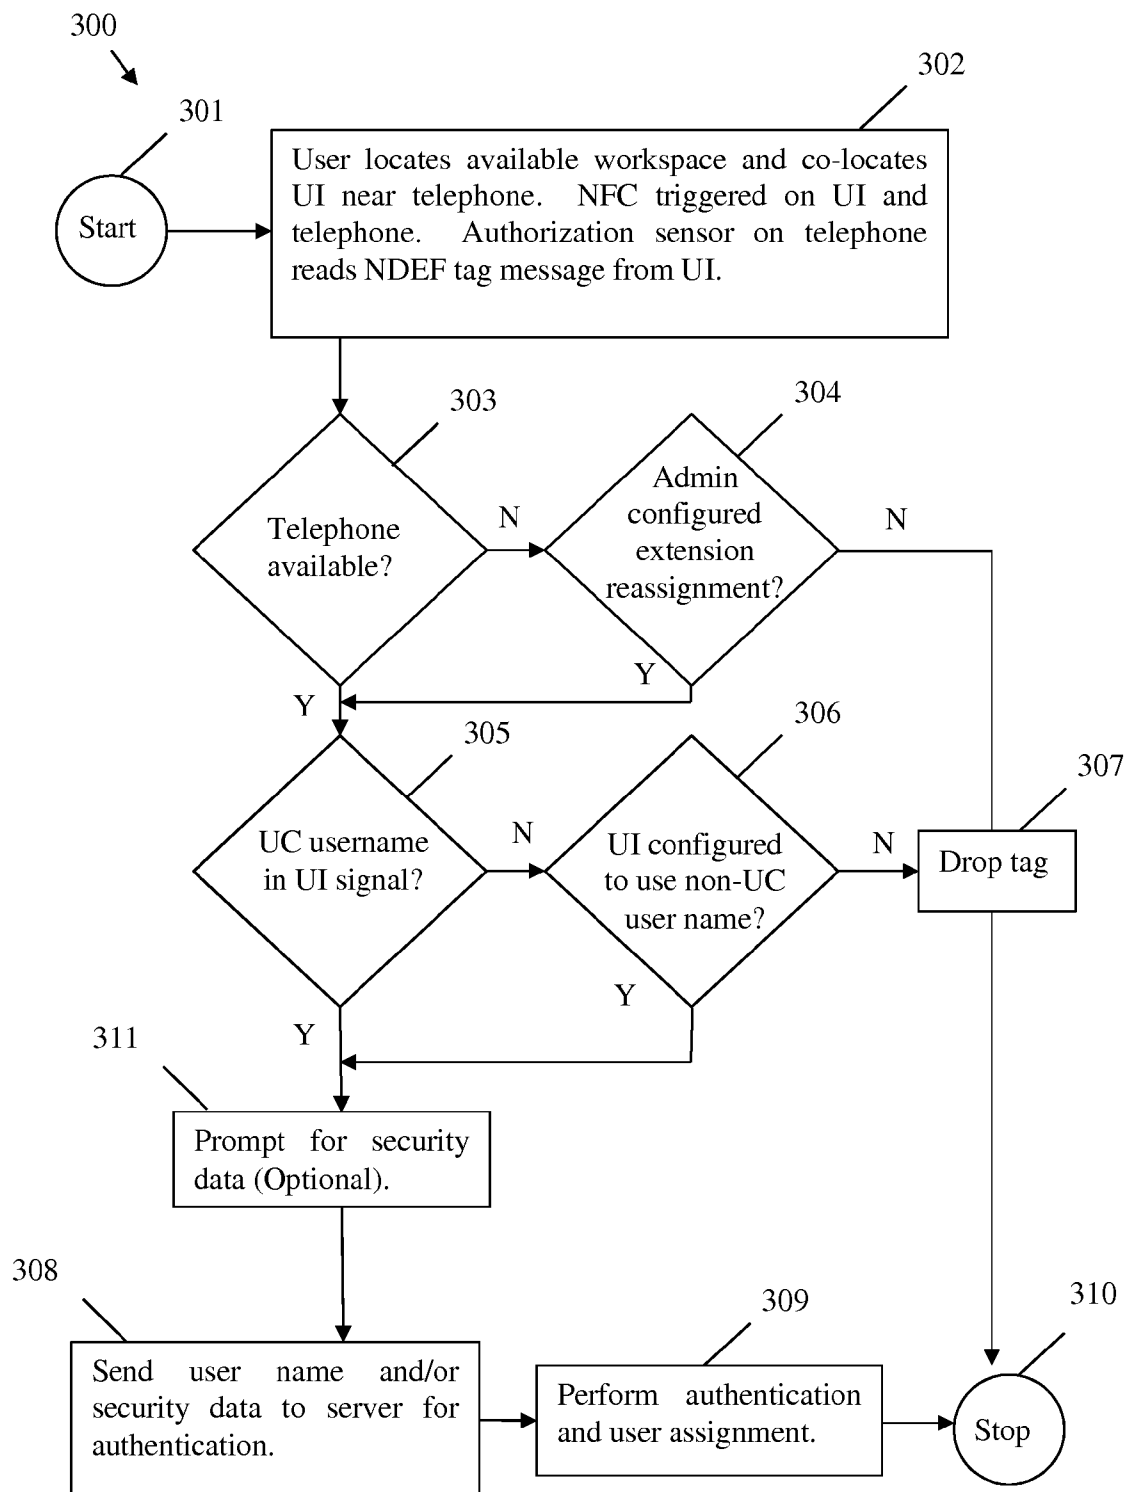 300
301
302
Start
User locates available workspace and co-locates
UI near telephone. NFC triggered on UI and
telephone. Authorization sensor on telephone
reads NDEF tag message from UI.
303
304
Telephone
available?
N
Admin
configured
extension
reassignment?
N
Y
Y
305
306
307
UC username
in UI signal?
N
UI configured
to use non-UC
user name?
N
Drop tag
Y
Y
311
Prompt for security
data (Optional).
308
309
310
Send user name and/or
security data to server for
authentication.
Perform authentication
and user assignment.
Stop